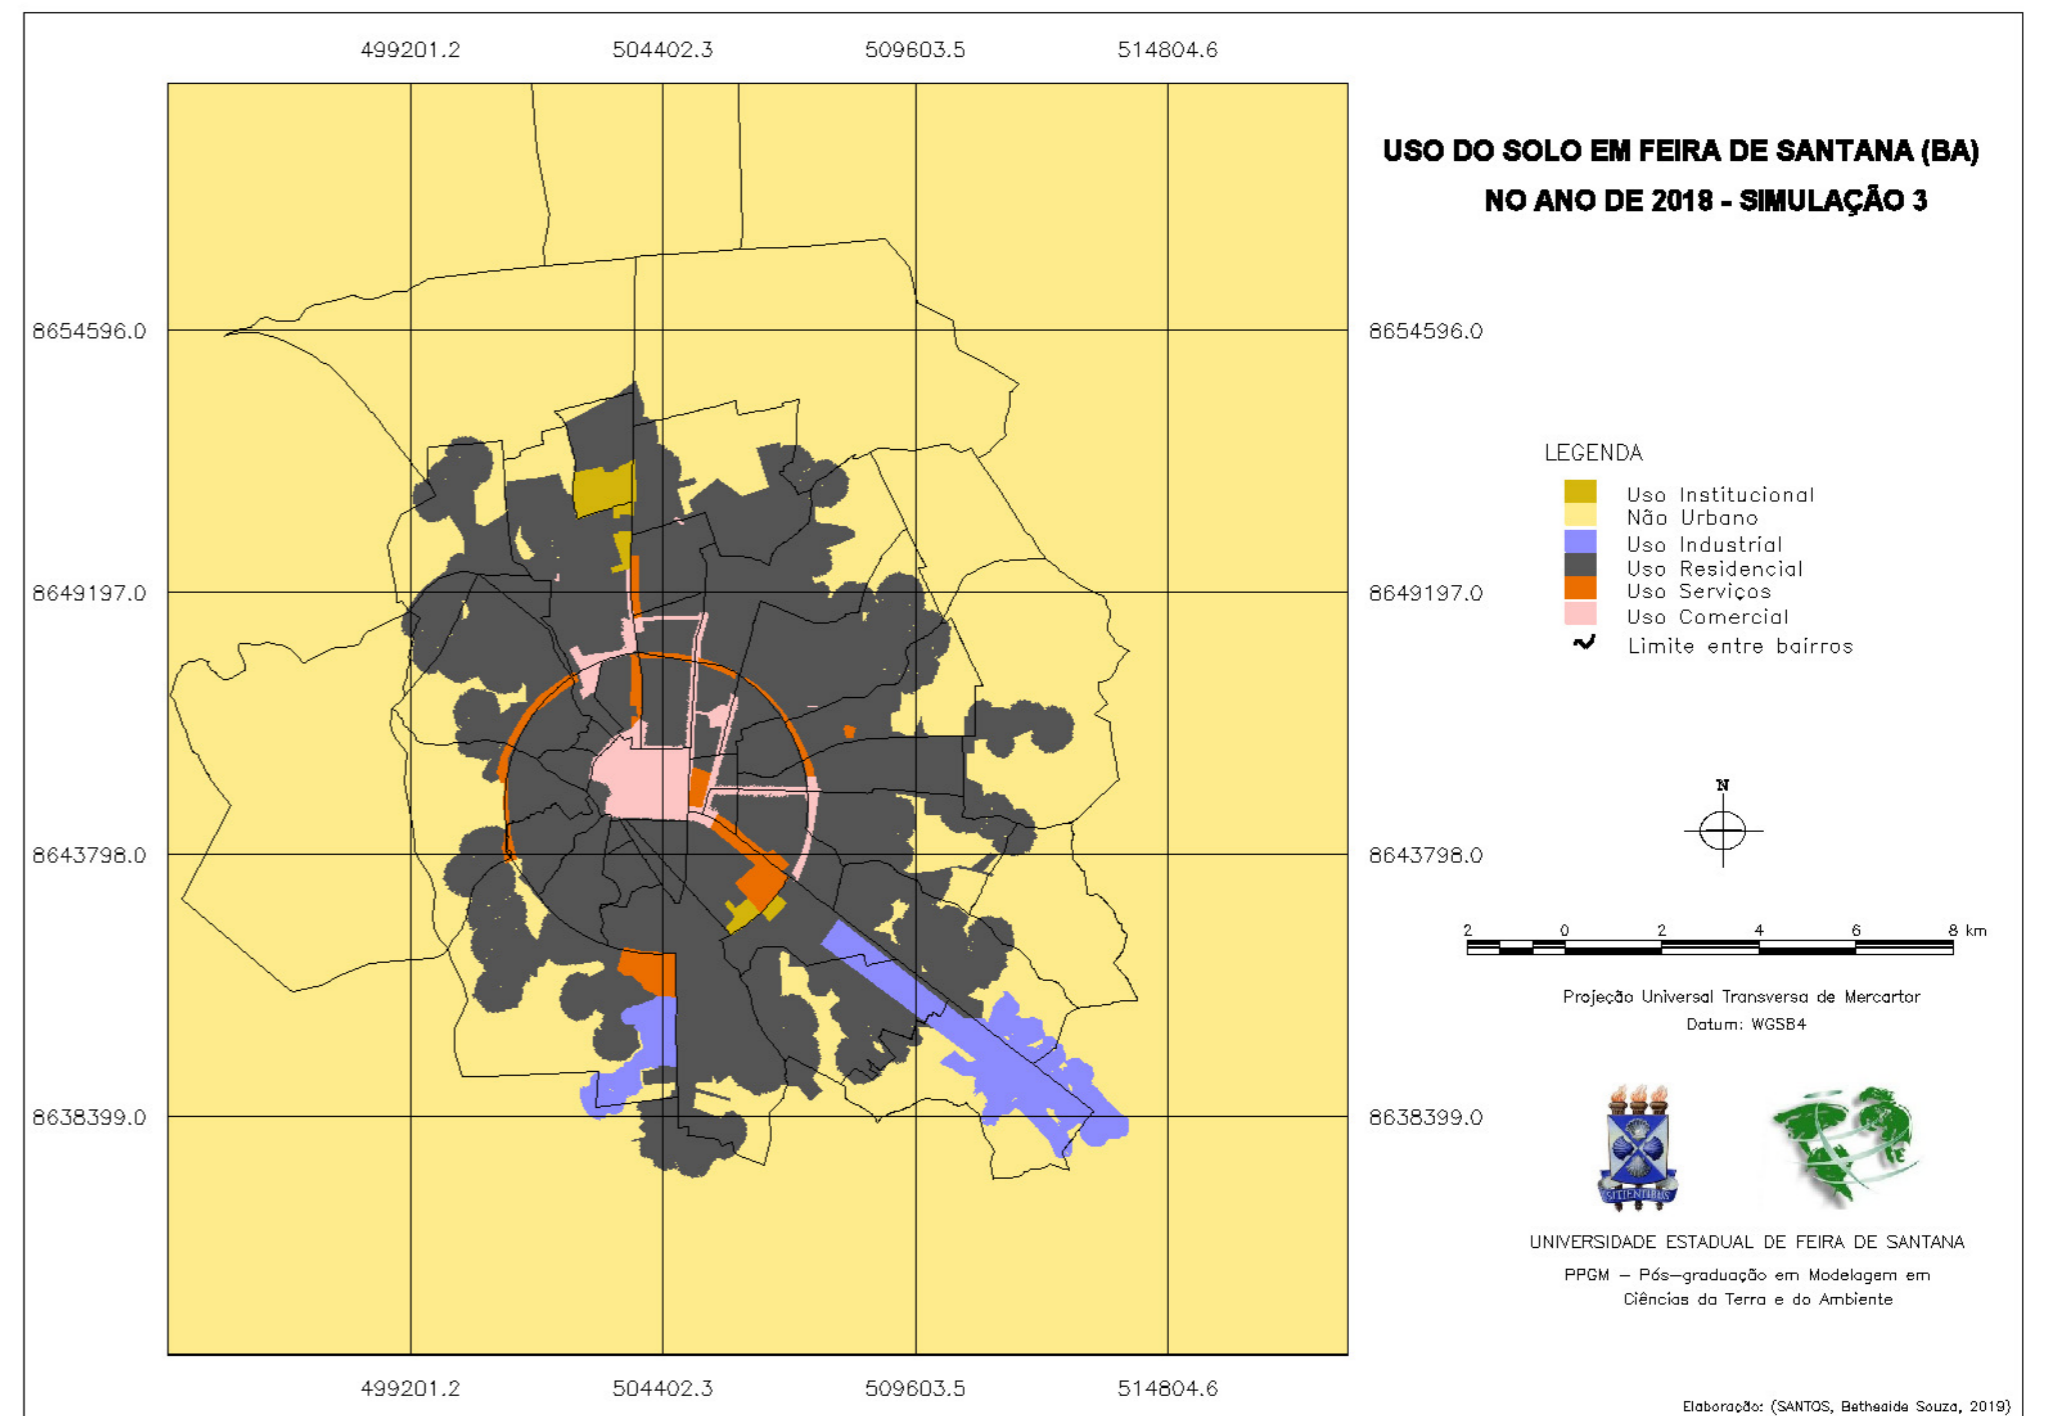 499201.2 504402.3 509603.5 514804.6
USO DO SOLO EM FEIRA DE SANTANA (BA)
NO ANO DE 2018 - SIMULAÇÃO 3
8654596.0 8654596.0
LEGENDA
Uso Institucional
Não Urbano
Uso Industrial
Uso Residencial
Uso Serviços
Uso Comercial
Limite entre bairros
8649197.0 8649197.0
N
8643798.0 8643798.0
2 0 2 4 6 8 km
Projeção Universal Transversa de Mercartor
Datum: WGS84
8638399.0 8638399.0
SITIENTIBUS
UNIVERSIDADE ESTADUAL DE FEIRA DE SANTANA
PPGM – Pós–graduação em Modelagem em
Ciências da Terra e do Ambiente
499201.2 504402.3 509603.5 514804.6
Elaboração: (SANTOS, Betheaide Souza, 2019)